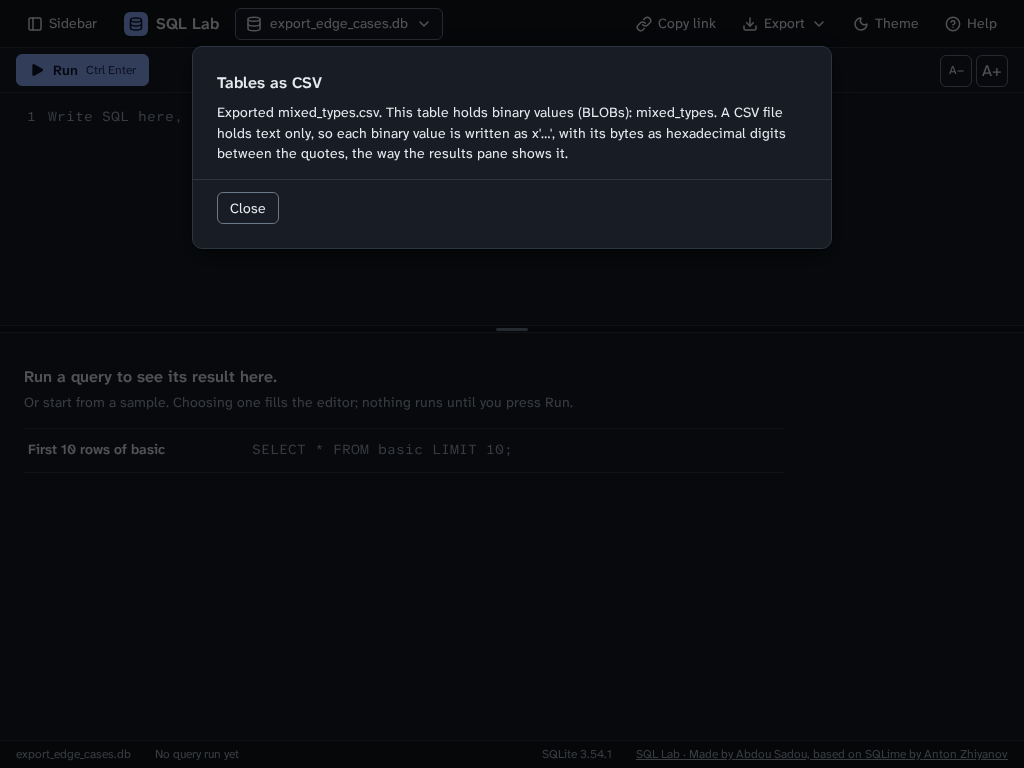 Sidebar
SQL Lab
export_edge_cases.db
Copy link
Export
Theme
Help
Run Ctrl Enter
A−
A+
1 Write SQL here,
Tables as CSV
Exported mixed_types.csv. This table holds binary values (BLOBs): mixed_types. A CSV file
holds text only, so each binary value is written as x'…', with its bytes as hexadecimal digits
between the quotes, the way the results pane shows it.
Close
Run a query to see its result here.
Or start from a sample. Choosing one fills the editor; nothing runs until you press Run.
First 10 rows of basic SELECT * FROM basic LIMIT 10;
export_edge_cases.db
No query run yet
SQLite 3.54.1
SQL Lab · Made by Abdou Sadou, based on SQLime by Anton Zhiyanov